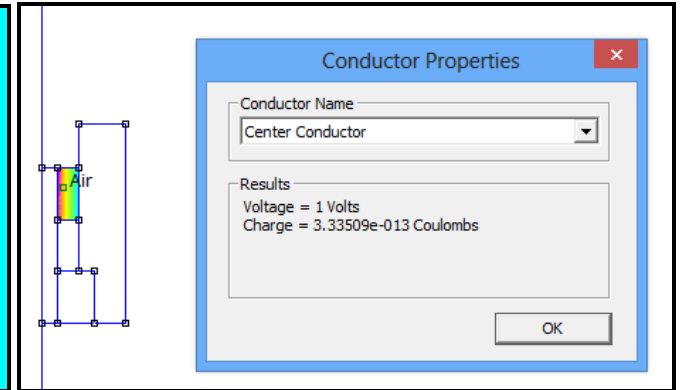 Air
Conductor Properties
Conductor Name
Center Conductor
Results
Voltage = 1 Volts
Charge = 3.33509e-013 Coulombs
OK